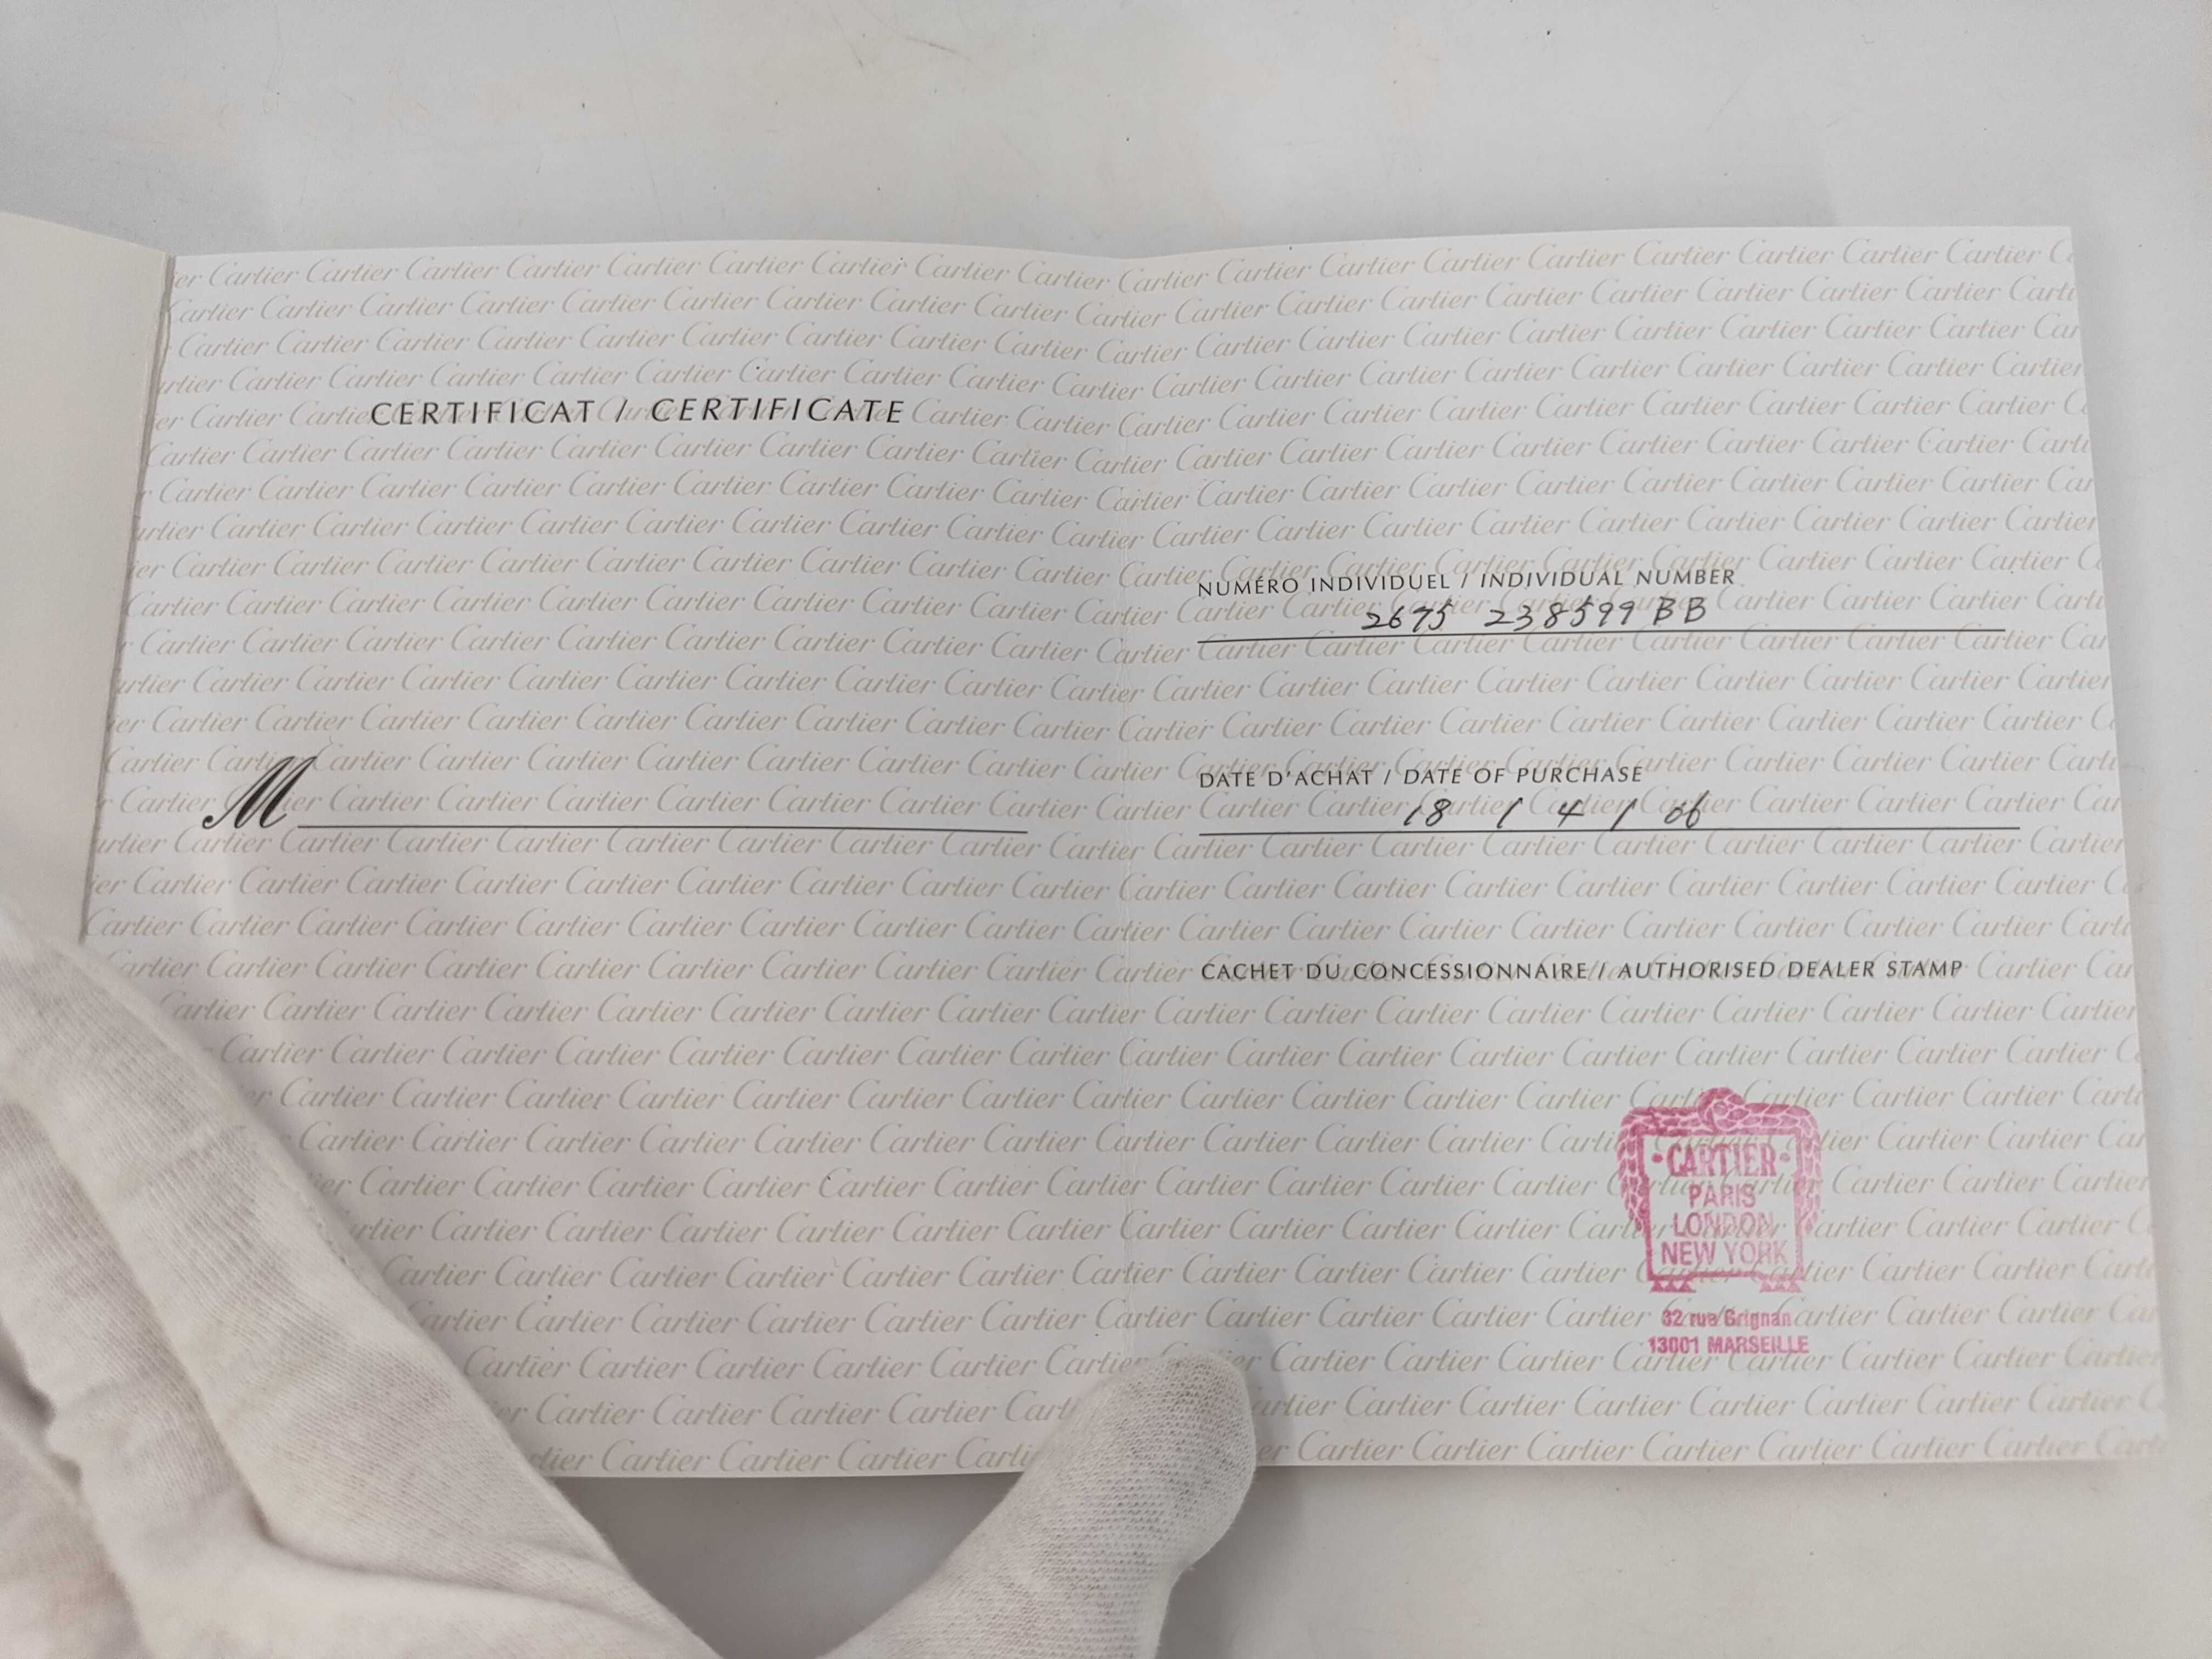 CERTIFICAT / CERTIFICATE
M
NUMÉRO INDIVIDUEL / INDIVIDUAL NUMBER
2675 238599 BB
DATE D'ACHAT / DATE OF PURCHASE
18 / 4 / 06
CACHET DU CONCESSIONNAIRE / AUTHORISED DEALER STAMP
·CARTIER·
PARIS
LONDON
NEW YORK
32 rue Grignan
13001 MARSEILLE